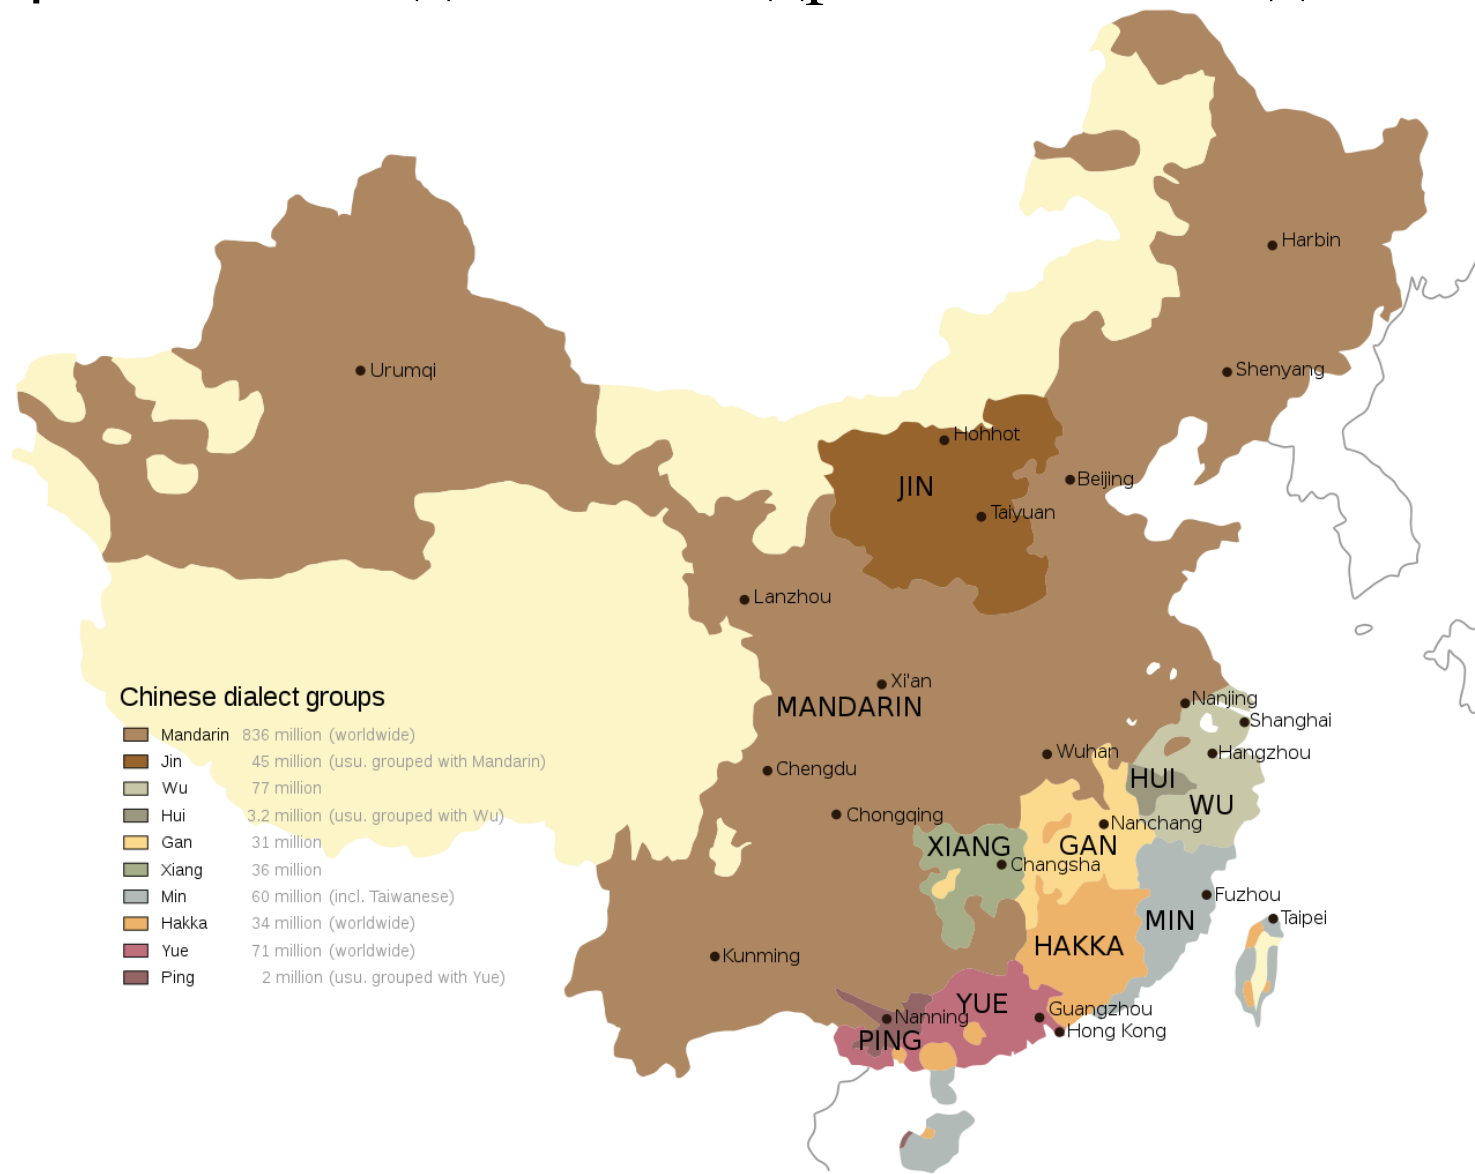 Harbin
Urumqi
Shenyang
Hohhot
Beijing
JIN
Taiyuan
Lanzhou
Xi'an
MANDARIN
Nanjing
Shanghai
Wuhan
Hangzhou
Chengdu
HUI
WU
Chongqing
Nanchang
XIANG
GAN
Changsha
Fuzhou
MIN
Taipei
HAKKA
Kunming
YUE
Guangzhou
Nanning
Hong Kong
PING
Chinese dialect groups
Mandarin 836 million (worldwide)
Jin 45 million (usu. grouped with Mandarin)
Wu 77 million
Hui 3.2 million (usu. grouped with Wu)
Gan 31 million
Xiang 36 million
Min 60 million (incl. Taiwanese)
Hakka 34 million (worldwide)
Yue 71 million (worldwide)
Ping 2 million (usu. grouped with Yue)